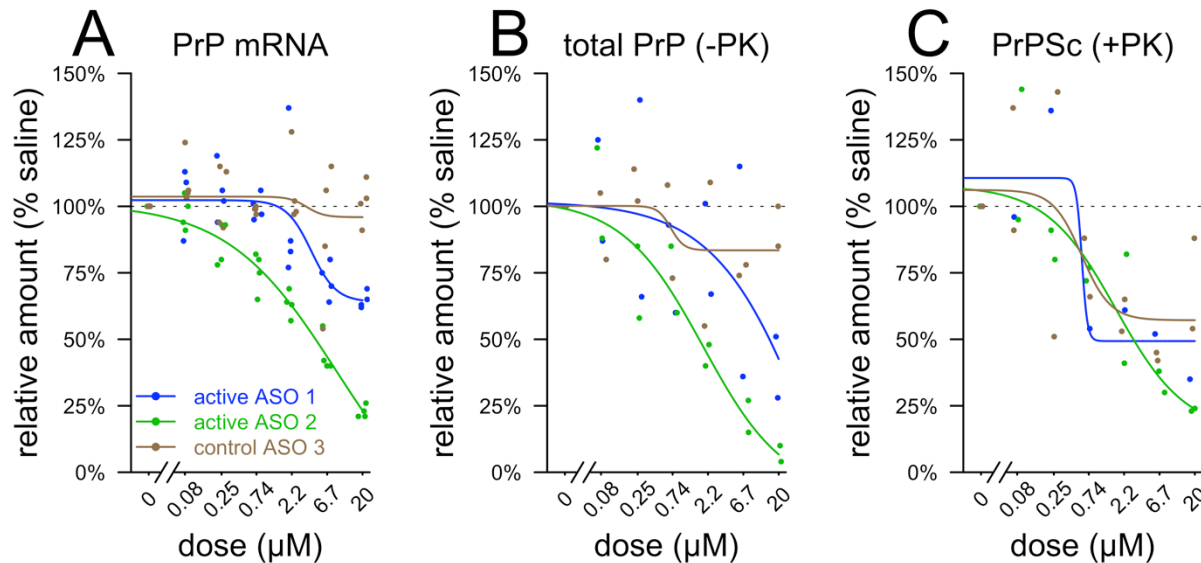 A
PrP mRNA
150%
125%
100%
75%
50%
25%
0%
relative amount (% saline)
active ASO 1
active ASO 2
control ASO 3
0
0.08
0.25
0.74
2.2
6.7
20
dose (µM)
B
total PrP (-PK)
150%
125%
100%
75%
50%
25%
0%
relative amount (% saline)
0
0.08
0.25
0.74
2.2
6.7
20
dose (µM)
C
PrPSc (+PK)
150%
125%
100%
75%
50%
25%
0%
relative amount (% saline)
0
0.08
0.25
0.74
2.2
6.7
20
dose (µM)